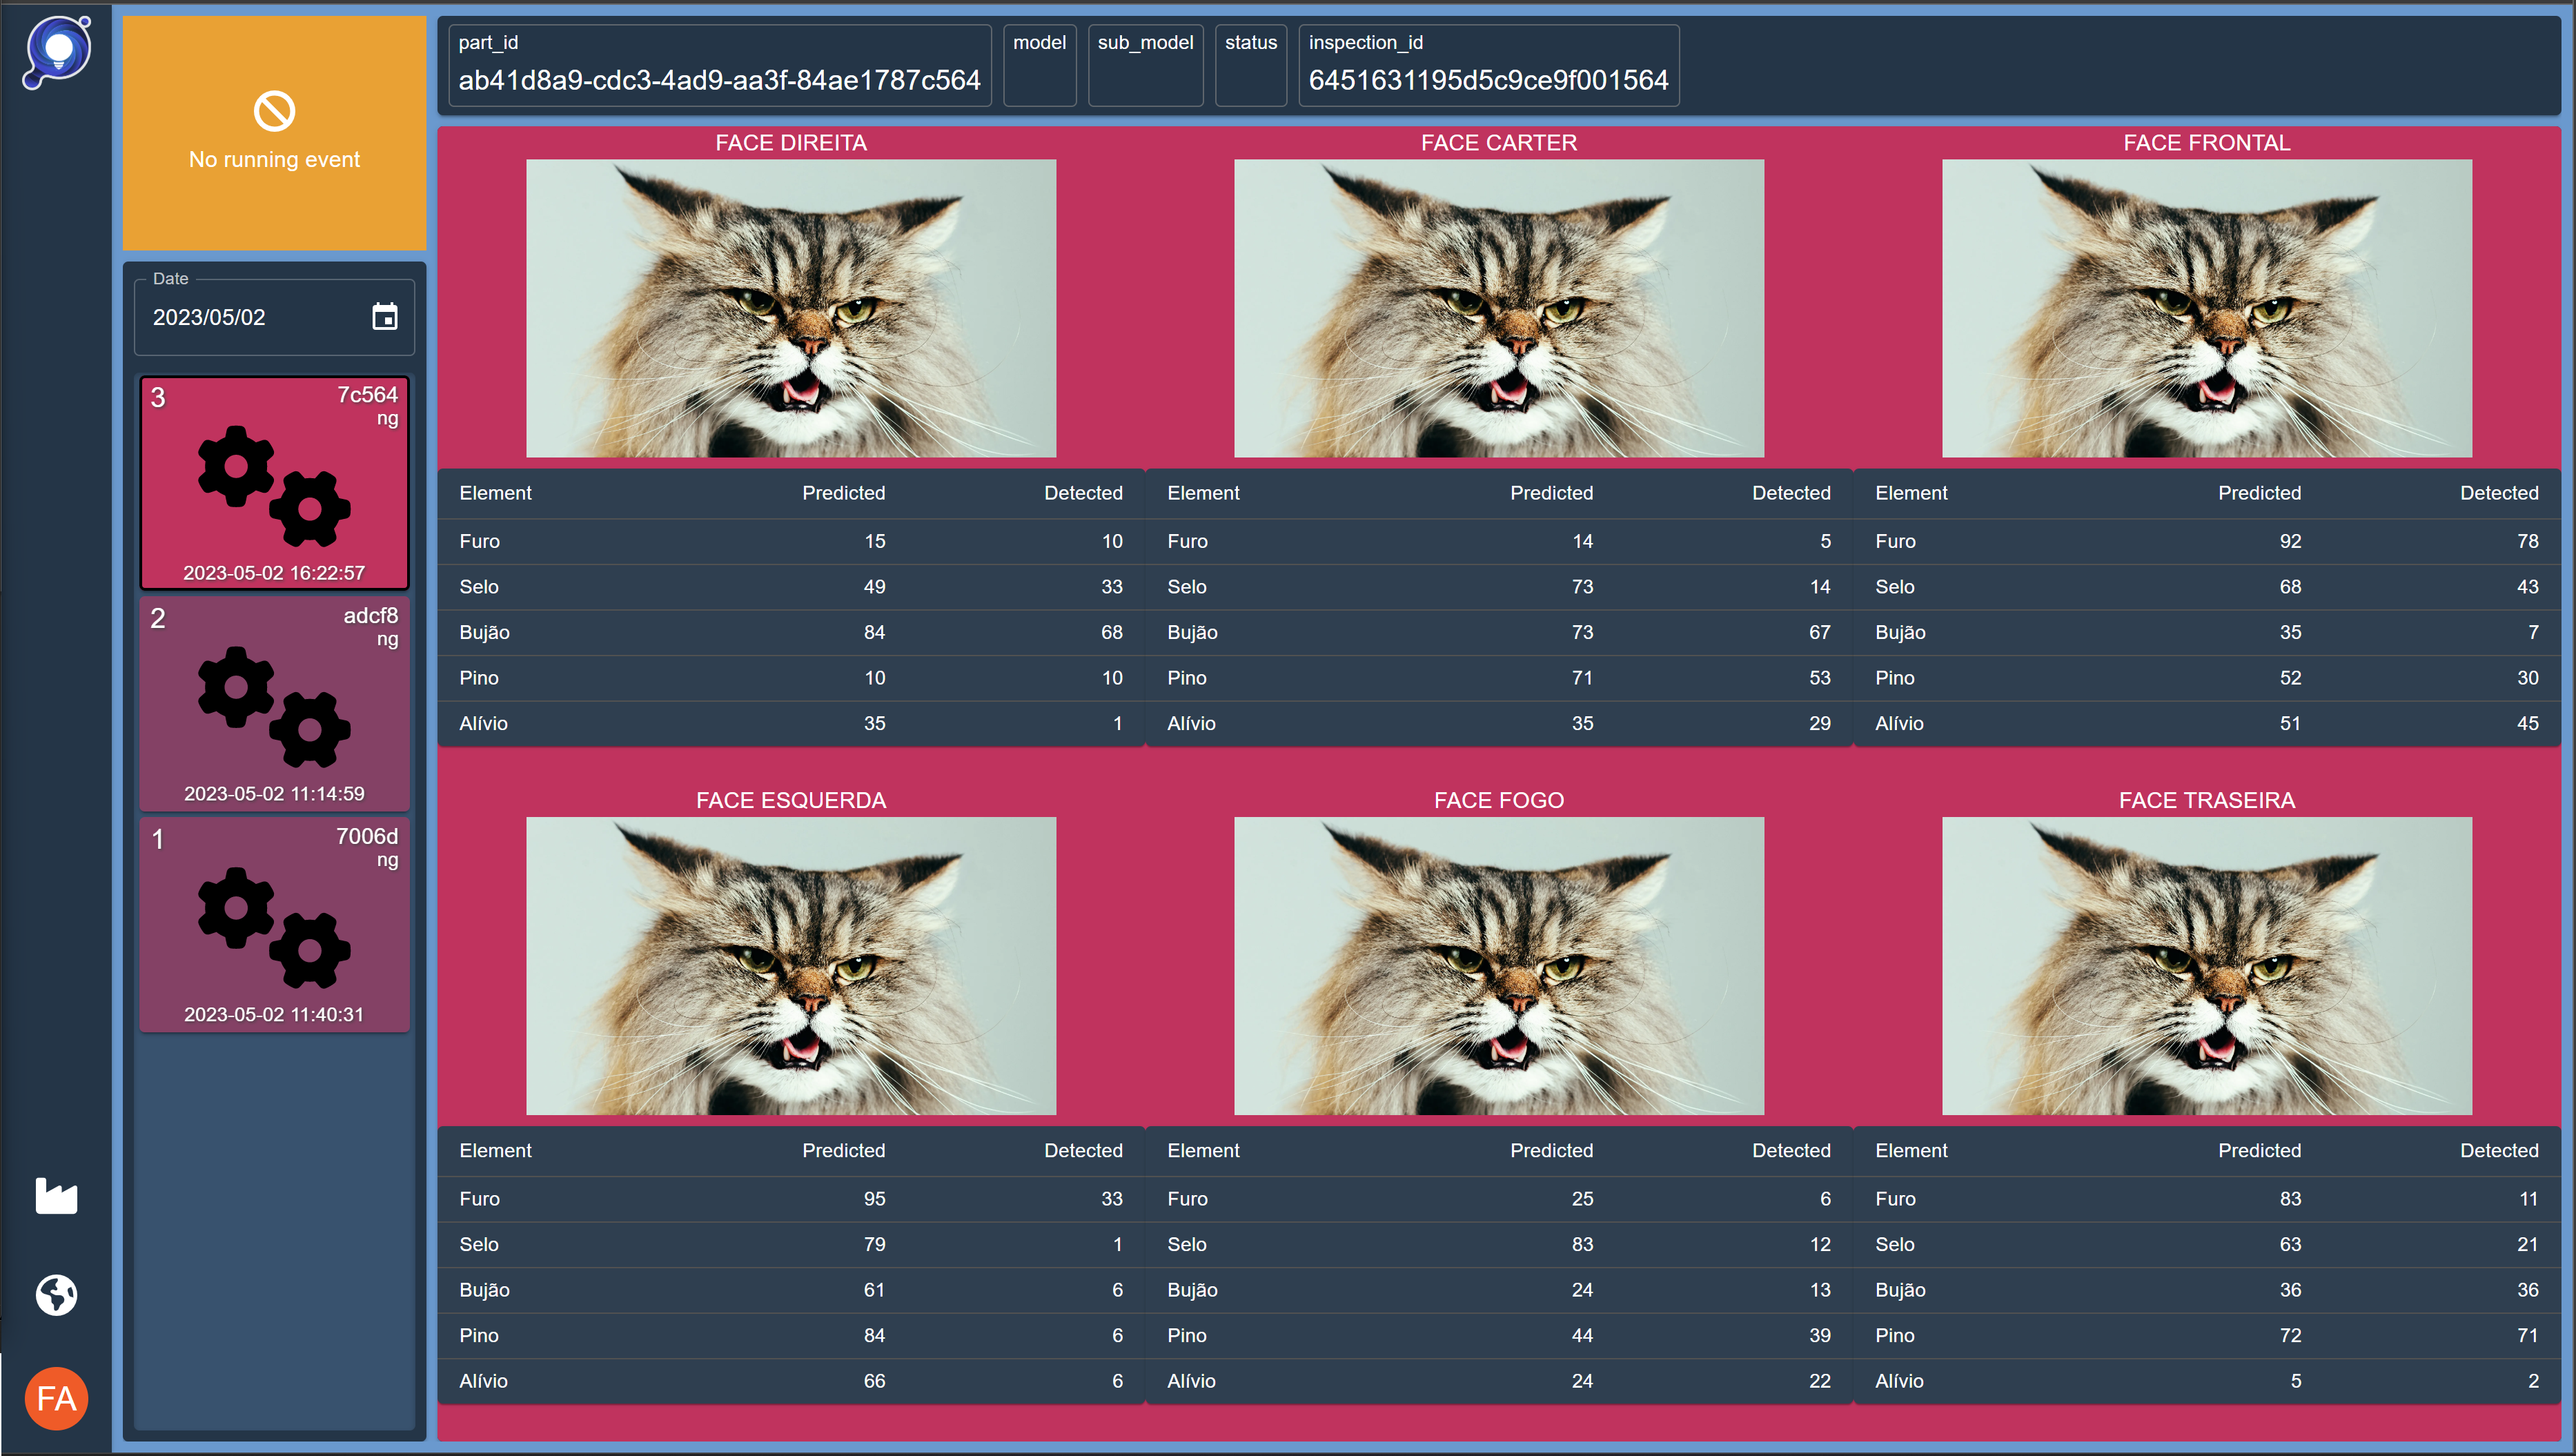 No running event
Date
2023/05/02
3 7c564
ng
2023-05-02 16:22:57
2 adcf8
ng
2023-05-02 11:14:59
1 7006d
ng
2023-05-02 11:40:31
FA
part_id model sub_model status inspection_id
ab41d8a9-cdc3-4ad9-aa3f-84ae1787c564 6451631195d5c9ce9f001564
FACE DIREITA
Element Predicted Detected
Furo 15 10
Selo 49 33
Bujão 84 68
Pino 10 10
Alívio 35 1
FACE CARTER
Element Predicted Detected
Furo 14 5
Selo 73 14
Bujão 73 67
Pino 71 53
Alívio 35 29
FACE FRONTAL
Element Predicted Detected
Furo 92 78
Selo 68 43
Bujão 35 7
Pino 52 30
Alívio 51 45
FACE ESQUERDA
Element Predicted Detected
Furo 95 33
Selo 79 1
Bujão 61 6
Pino 84 6
Alívio 66 6
FACE FOGO
Element Predicted Detected
Furo 25 6
Selo 83 12
Bujão 24 13
Pino 44 39
Alívio 24 22
FACE TRASEIRA
Element Predicted Detected
Furo 83 11
Selo 63 21
Bujão 36 36
Pino 72 71
Alívio 5 2